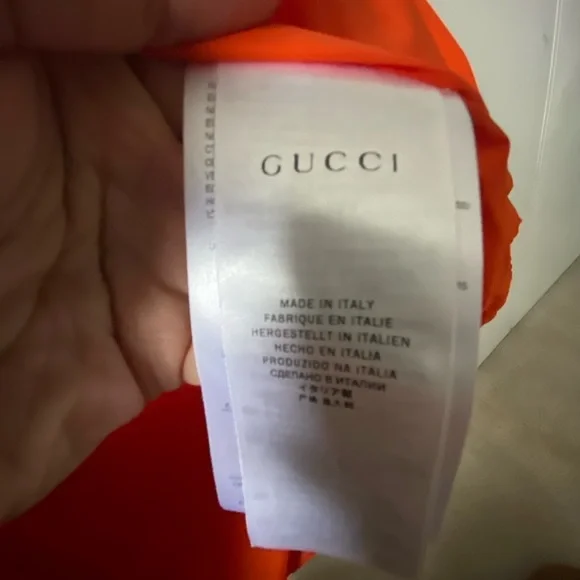 GUCCI
MADE IN ITALY
FABRIQUE EN ITALIE
HERGESTELLT IN ITALIEN
HECHO EN ITALIA
PRODUZIDO NA ITALIA
СДЕЛАНО В ИТАЛИИ
イタリア製